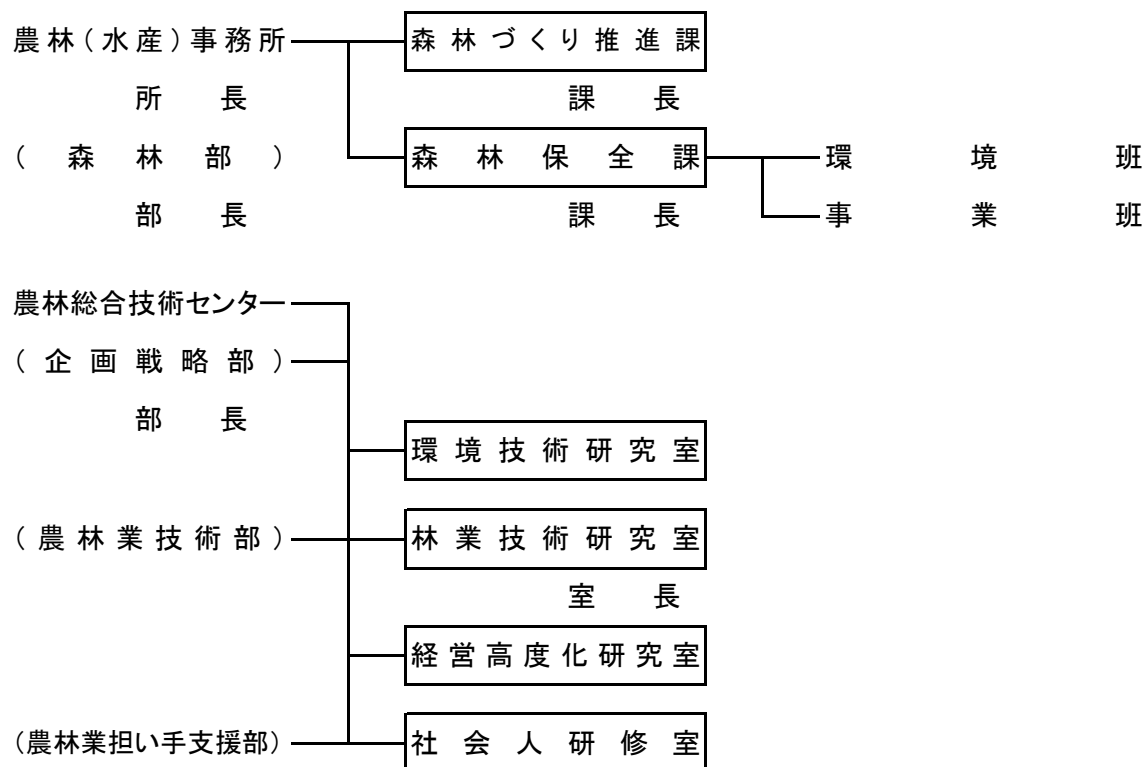 農林(水産)事務所 森林づくり推進課
所長 課長
(森林部) 森林保全課 環境班
部長 課長 事業班
農林総合技術センター
(企画戦略部)
部長
環境技術研究室
(農林業技術部) 林業技術研究室
室長
経営高度化研究室
(農林業担い手支援部) 社会人研修室